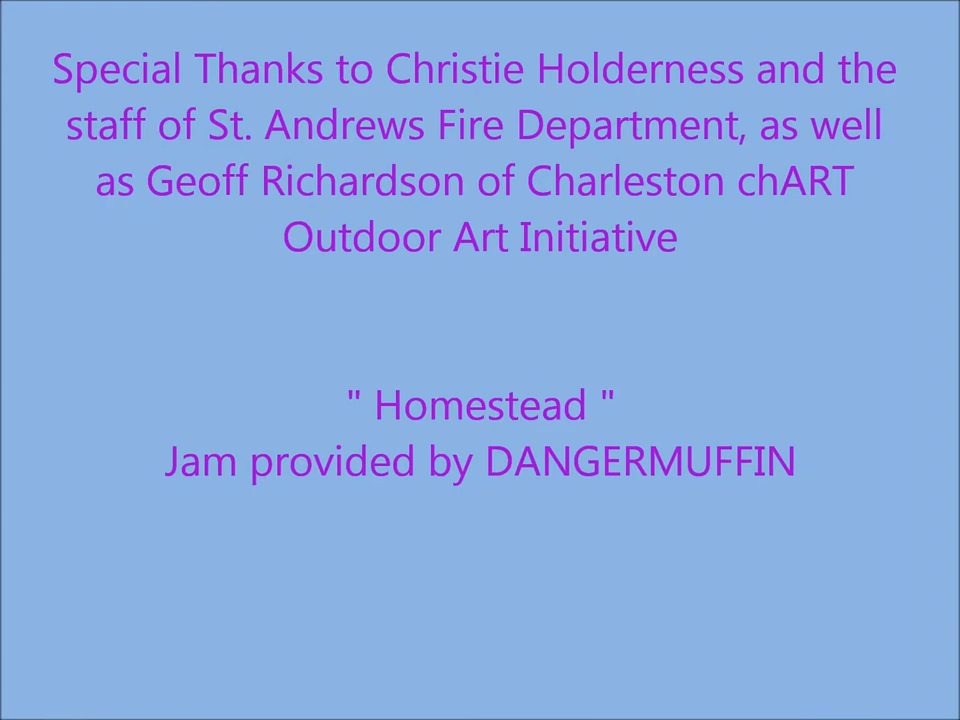 Special Thanks to Christie Holderness and the
staff of St. Andrews Fire Department, as well
as Geoff Richardson of Charleston chART
Outdoor Art Initiative
" Homestead "
Jam provided by DANGERMUFFIN